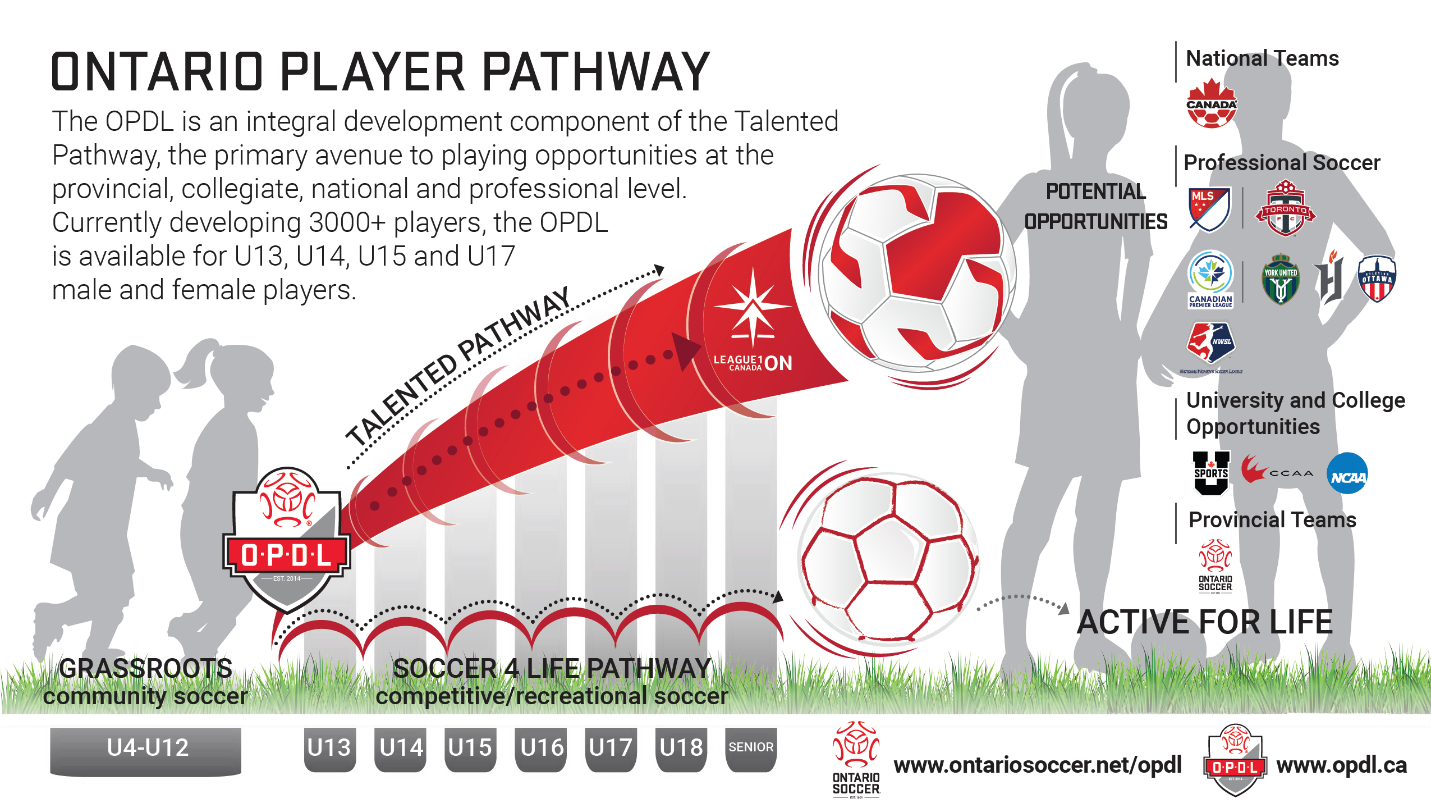 ONTARIO PLAYER PATHWAY
The OPDL is an integral development component of the Talented
Pathway, the primary avenue to playing opportunities at the
provincial, collegiate, national and professional level.
Currently developing 3000+ players, the OPDL
is available for U13, U14, U15 and U17
male and female players.
TALENTED PATHWAY
LEAGUE1
CANADA ON
O·P·D·L
EST. 2014
POTENTIAL
OPPORTUNITIES
National Teams
CANADA
Professional Soccer
MLS
TORONTO
FC
CANADIAN
PREMIER LEAGUE
YORK UNITED
OTTAWA
NWSL
NATIONAL WOMEN'S SOCCER LEAGUE
University and College
Opportunities
U SPORTS
CCAA
NCAA
Provincial Teams
ONTARIO
SOCCER
ACTIVE FOR LIFE
GRASSROOTS
community soccer
SOCCER 4 LIFE PATHWAY
competitive/recreational soccer
U4-U12
U13
U14
U15
U16
U17
U18
SENIOR
ONTARIO
SOCCER
www.ontariosoccer.net/opdl
O·P·D·L
www.opdl.ca